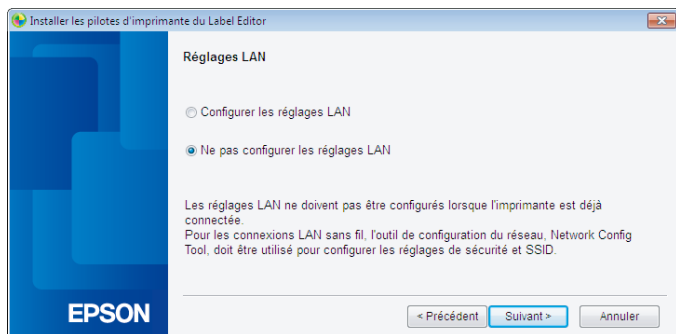 Installer les pilotes d'imprimante du Label Editor
Réglages LAN
Configurer les réglages LAN
Ne pas configurer les réglages LAN
Les réglages LAN ne doivent pas être configurés lorsque l'imprimante est déjà
connectée.
Pour les connexions LAN sans fil, l'outil de configuration du réseau, Network Config
Tool, doit être utilisé pour configurer les réglages de sécurité et SSID.
EPSON
< Précédent
Suivant >
Annuler